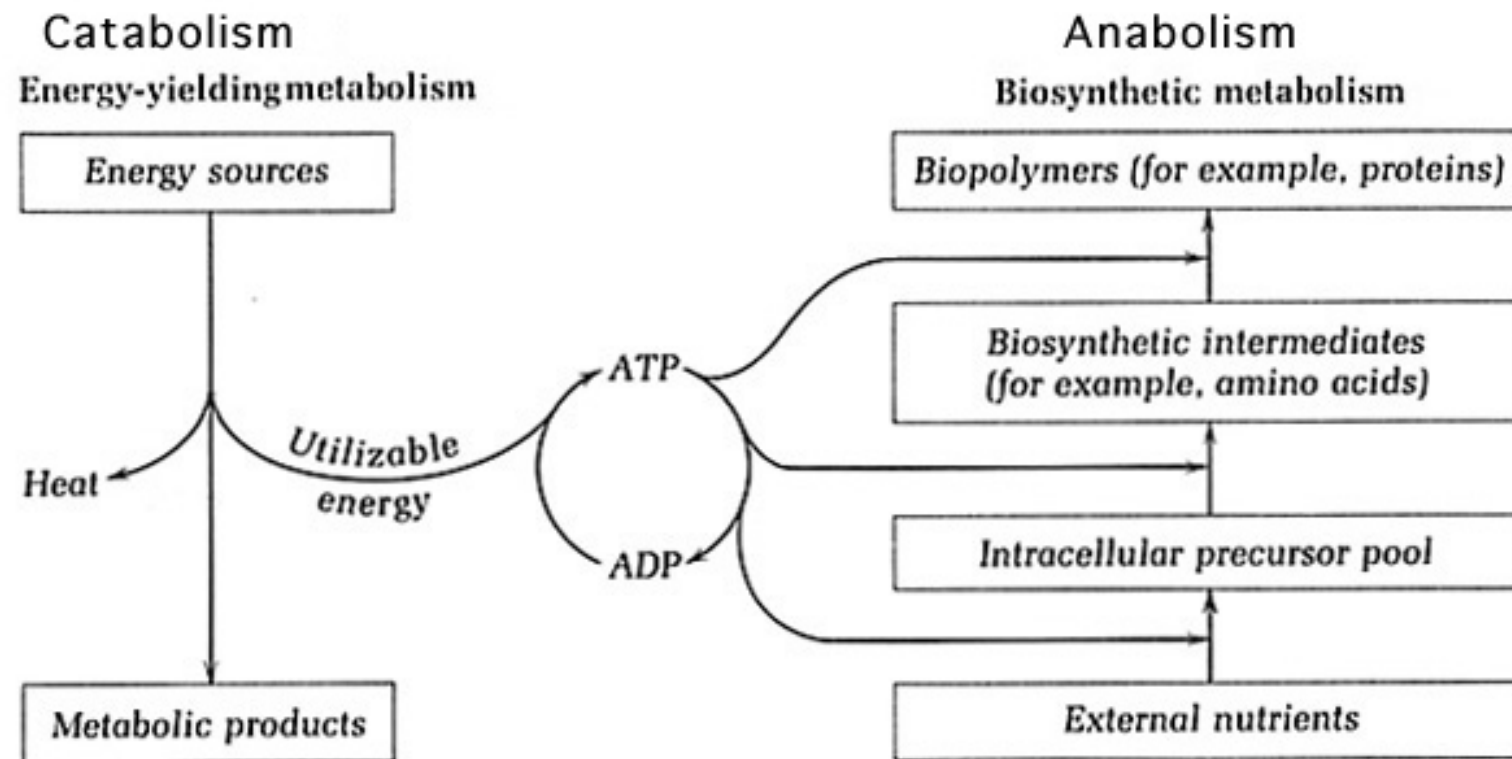 Catabolism
Energy-yielding metabolism
Energy sources
Heat
Utilizable
energy
ATP
ADP
Metabolic products
Anabolism
Biosynthetic metabolism
Biopolymers (for example, proteins)
Biosynthetic intermediates
(for example, amino acids)
Intracellular precursor pool
External nutrients